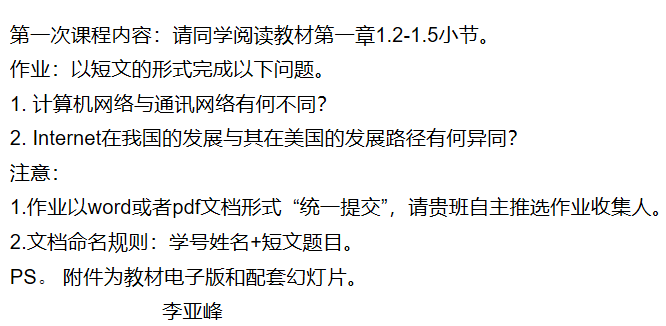 第一次课程内容：请同学阅读教材第一章1.2-1.5小节。
作业：以短文的形式完成以下问题。
1. 计算机网络与通讯网络有何不同？
2. Internet在我国的发展与其在美国的发展路径有何异同？
注意：
1.作业以word或者pdf文档形式“统一提交”，请贵班自主推选作业收集人。
2.文档命名规则：学号姓名+短文题目。
PS。 附件为教材电子版和配套幻灯片。
李亚峰